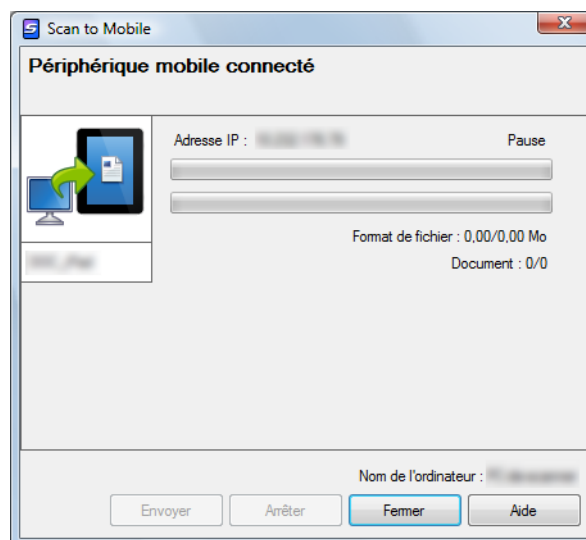 Scan to Mobile
Périphérique mobile connecté
Adresse IP :
Pause
Format de fichier : 0,00/0,00 Mo
Document : 0/0
Nom de l'ordinateur :
Envoyer
Arrêter
Fermer
Aide